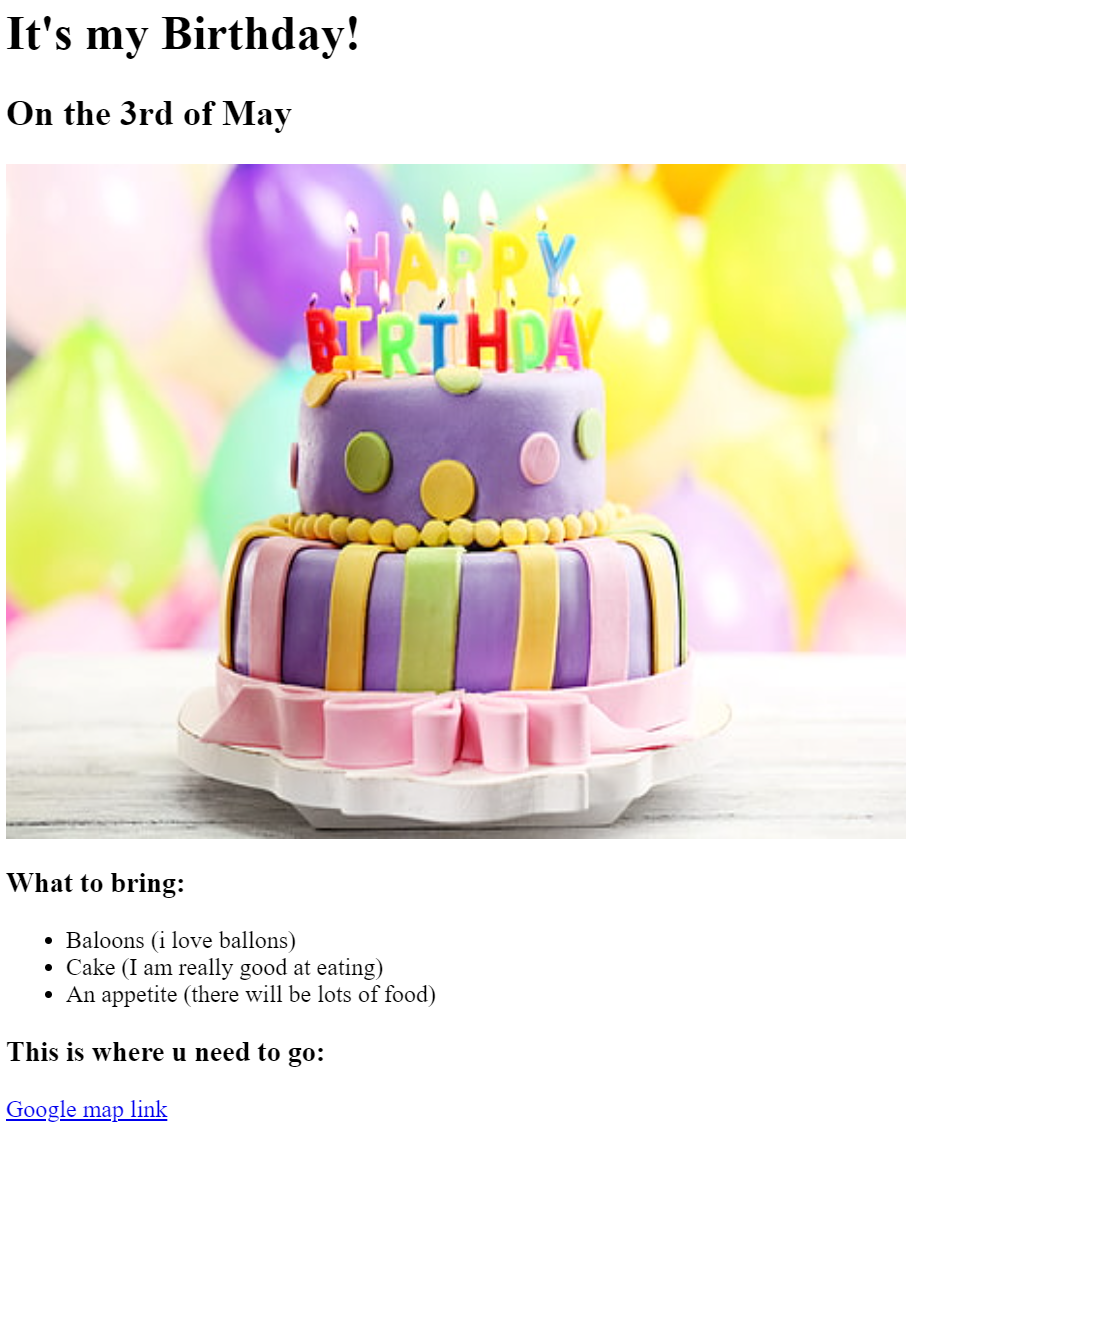 It's my Birthday!
On the 3rd of May
HAPPY
BIRTHDAY
What to bring:
Baloons (i love ballons)
Cake (I am really good at eating)
An appetite (there will be lots of food)
This is where u need to go:
Google map link